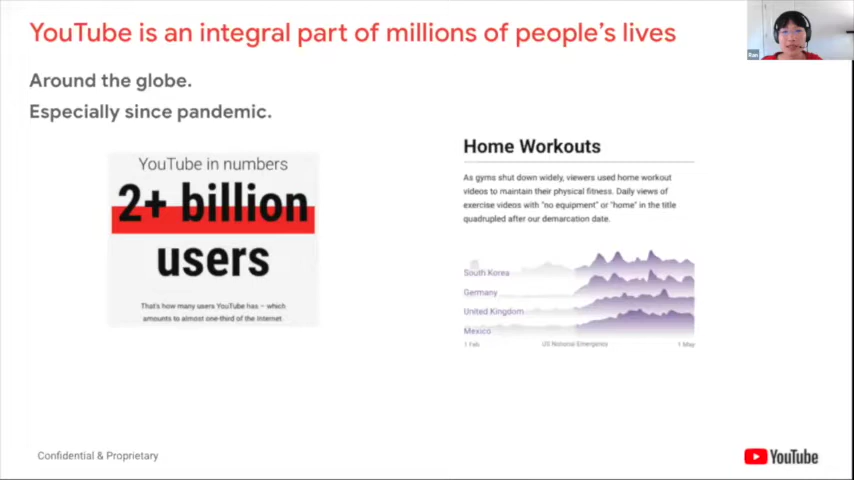 YouTube is an integral part of millions of people's lives
Around the globe.
Especially since pandemic.
YouTube in numbers
2+ billion
users
That's how many users YouTube has – which
amounts to almost one-third of the Internet
Home Workouts
As gyms shut down widely, viewers used home workout
videos to maintain their physical fitness. Daily views of
exercise videos with "no equipment" or "home" in the title
quadrupled after our demarcation date.
South Korea
Germany
United Kingdom
Mexico
1 Feb
US National Emergency
1 May
Confidential & Proprietary
YouTube